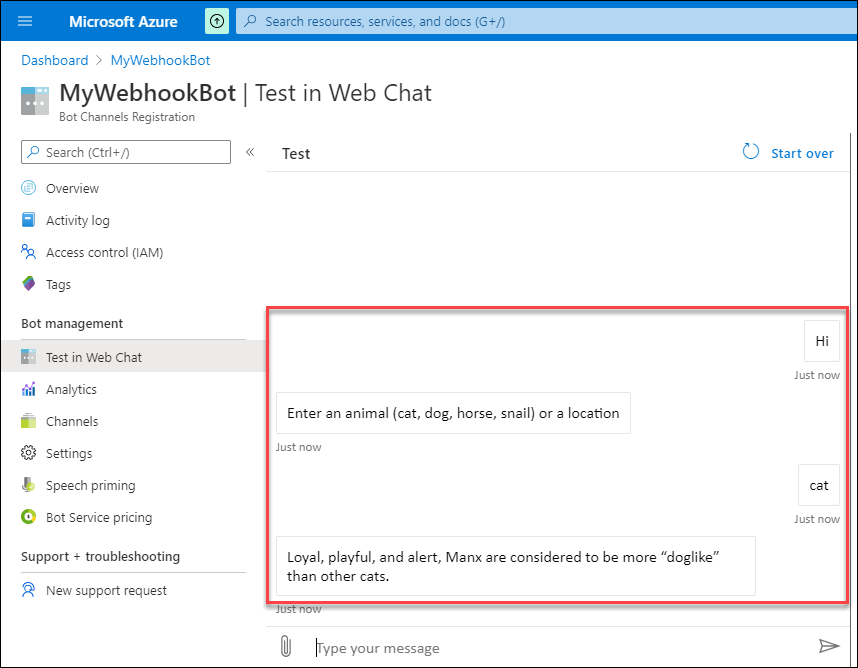 Microsoft Azure
Search resources, services, and docs (G+/)
Dashboard > MyWebhookBot
MyWebhookBot | Test in Web Chat
Bot Channels Registration
Search (Ctrl+/)
«
Overview
Activity log
Access control (IAM)
Tags
Bot management
Test in Web Chat
Analytics
Channels
Settings
Speech priming
Bot Service pricing
Support + troubleshooting
New support request
Test
Start over
Hi
Just now
Enter an animal (cat, dog, horse, snail) or a location
Just now
cat
Just now
Loyal, playful, and alert, Manx are considered to be more “doglike”
than other cats.
Just now
Type your message